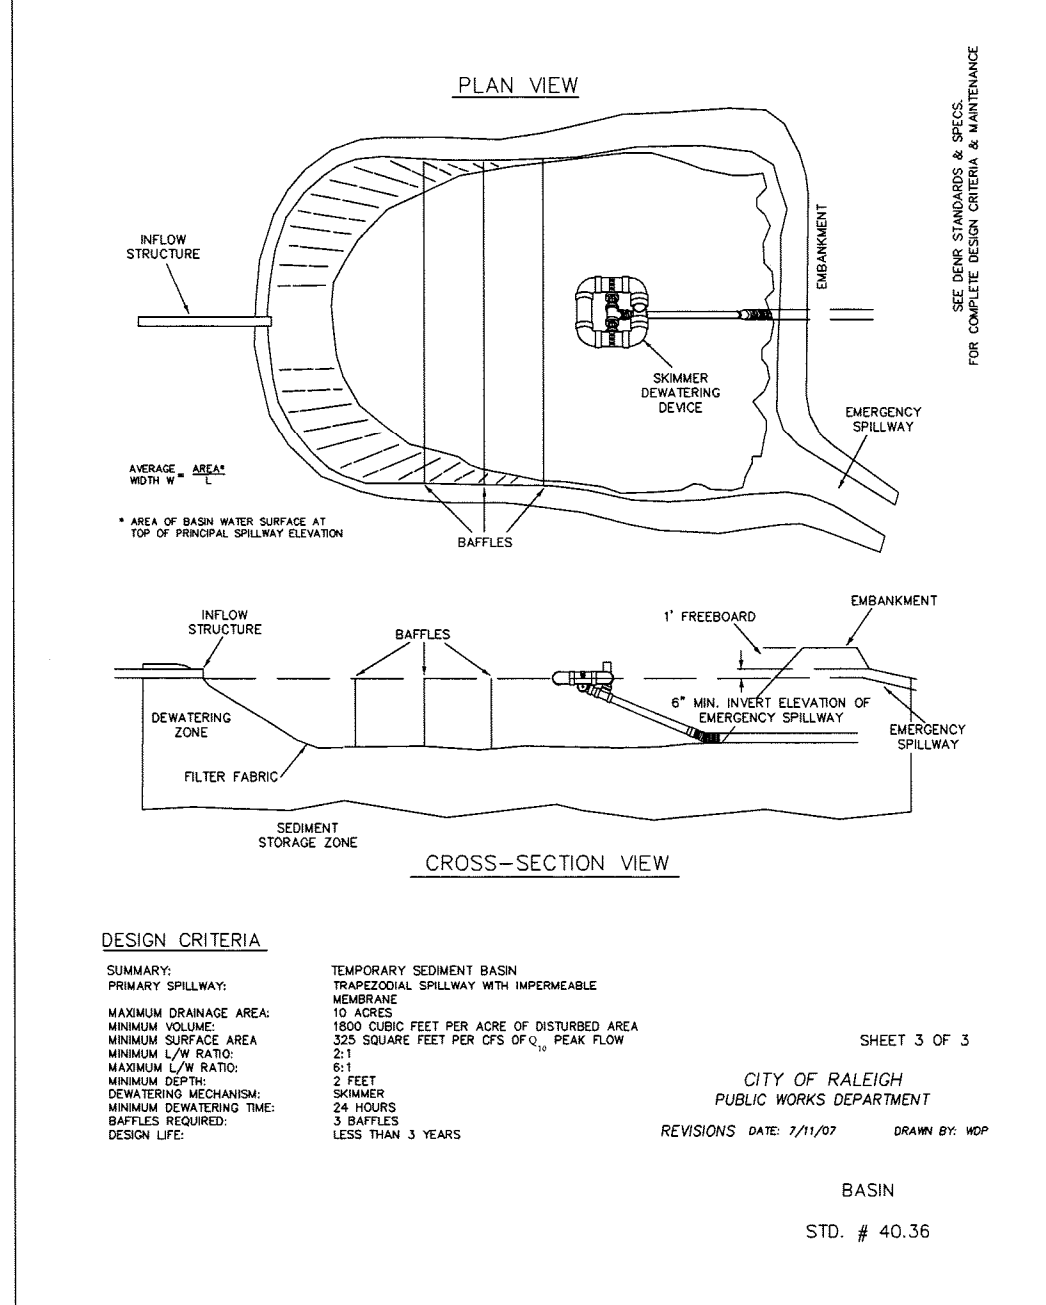 PLAN VIEW
SEE DENR STANDARDS & SPECS.
FOR COMPLETE DESIGN CRITERIA & MAINTENANCE
INFLOW
STRUCTURE
EMBANKMENT
SKIMMER
DEWATERING
DEVICE
EMERGENCY
SPILLWAY
AVERAGE = AREA*
WIDTH W L
* AREA OF BASIN WATER SURFACE AT
TOP OF PRINCIPAL SPILLWAY ELEVATION
BAFFLES
INFLOW
STRUCTURE
BAFFLES
1' FREEBOARD
EMBANKMENT
DEWATERING
ZONE
6" MIN. INVERT ELEVATION OF
EMERGENCY SPILLWAY
EMERGENCY
SPILLWAY
FILTER FABRIC
SEDIMENT
STORAGE ZONE
CROSS-SECTION VIEW
DESIGN CRITERIA
SUMMARY: TEMPORARY SEDIMENT BASIN
PRIMARY SPILLWAY: TRAPEZODIAL SPILLWAY WITH IMPERMEABLE
MEMBRANE
MAXIMUM DRAINAGE AREA: 10 ACRES
MINIMUM VOLUME: 1800 CUBIC FEET PER ACRE OF DISTURBED AREA
MINIMUM SURFACE AREA 325 SQUARE FEET PER CFS OF Q10 PEAK FLOW
MINIMUM L/W RATIO: 2:1
MAXIMUM L/W RATIO: 6:1
MINIMUM DEPTH: 2 FEET
DEWATERING MECHANISM: SKIMMER
MINIMUM DEWATERING TIME: 24 HOURS
BAFFLES REQUIRED: 3 BAFFLES
DESIGN LIFE: LESS THAN 3 YEARS
SHEET 3 OF 3
CITY OF RALEIGH
PUBLIC WORKS DEPARTMENT
REVISIONS DATE: 7/11/07 DRAWN BY: WDP
BASIN
STD. # 40.36